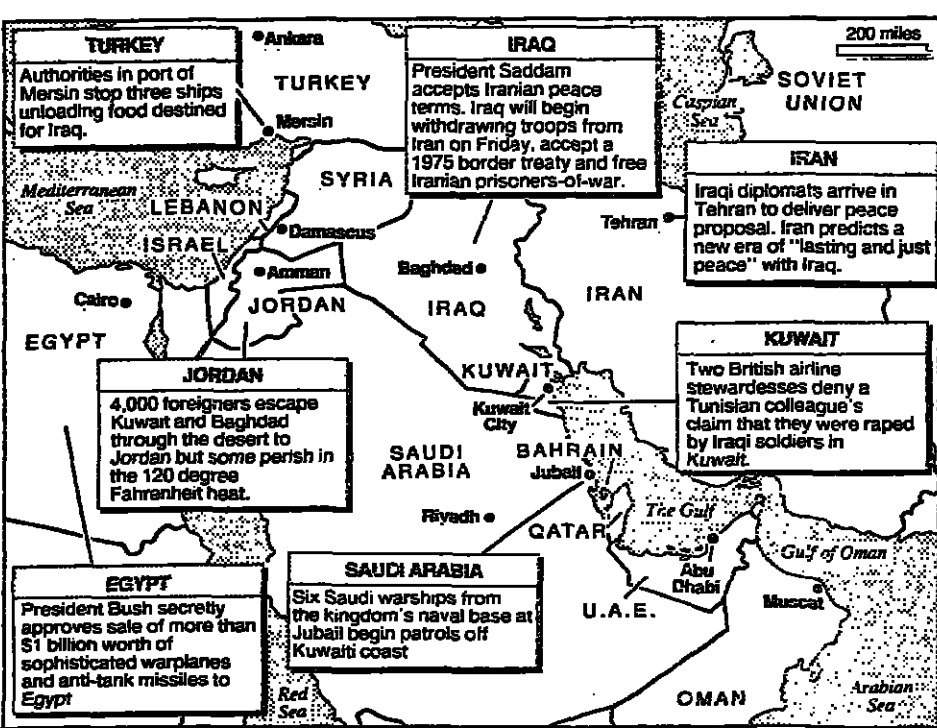 200 miles
TURKEY
Authorities in port of
Mersin stop three ships
unloading food destined
for Iraq.
Ankara
TURKEY
Mersin
IRAQ
President Saddam
accepts Iranian peace
terms. Iraq will begin
withdrawing troops from
Iran on Friday, accept a
1975 border treaty and free
Iranian prisoners-of-war.
Caspian
Sea
SOVIET
UNION
IRAN
Iraqi diplomats arrive in
Tehran to deliver peace
proposal. Iran predicts a
new era of "lasting and just
peace" with Iraq.
Mediterranean
Sea
LEBANON
SYRIA
Tehran
ISRAEL
Damascus
Amman
JORDAN
Baghdad
IRAQ
IRAN
Cairo
EGYPT
KUWAIT
Two British airline
stewardesses deny a
Tunisian colleague's
claim that they were raped
by Iraqi soldiers in
Kuwait.
JORDAN
4,000 foreigners escape
Kuwait and Baghdad
through the desert to
Jordan but some perish in
the 120 degree
Fahrenheit heat.
KUWAIT
Kuwait
City
SAUDI
ARABIA
BAHRAIN
Jubail
Riyadh
QATAR
The Gulf
Gulf of Oman
Abu
Dhabi
Muscat
U.A.E.
EGYPT
President Bush secretly
approves sale of more than
$1 billion worth of
sophisticated warplanes
and anti-tank missiles to
Egypt
SAUDI ARABIA
Six Saudi warships from
the kingdom's naval base at
Jubail begin patrols off
Kuwaiti coast
Red
Sea
OMAN
Arabian
Sea